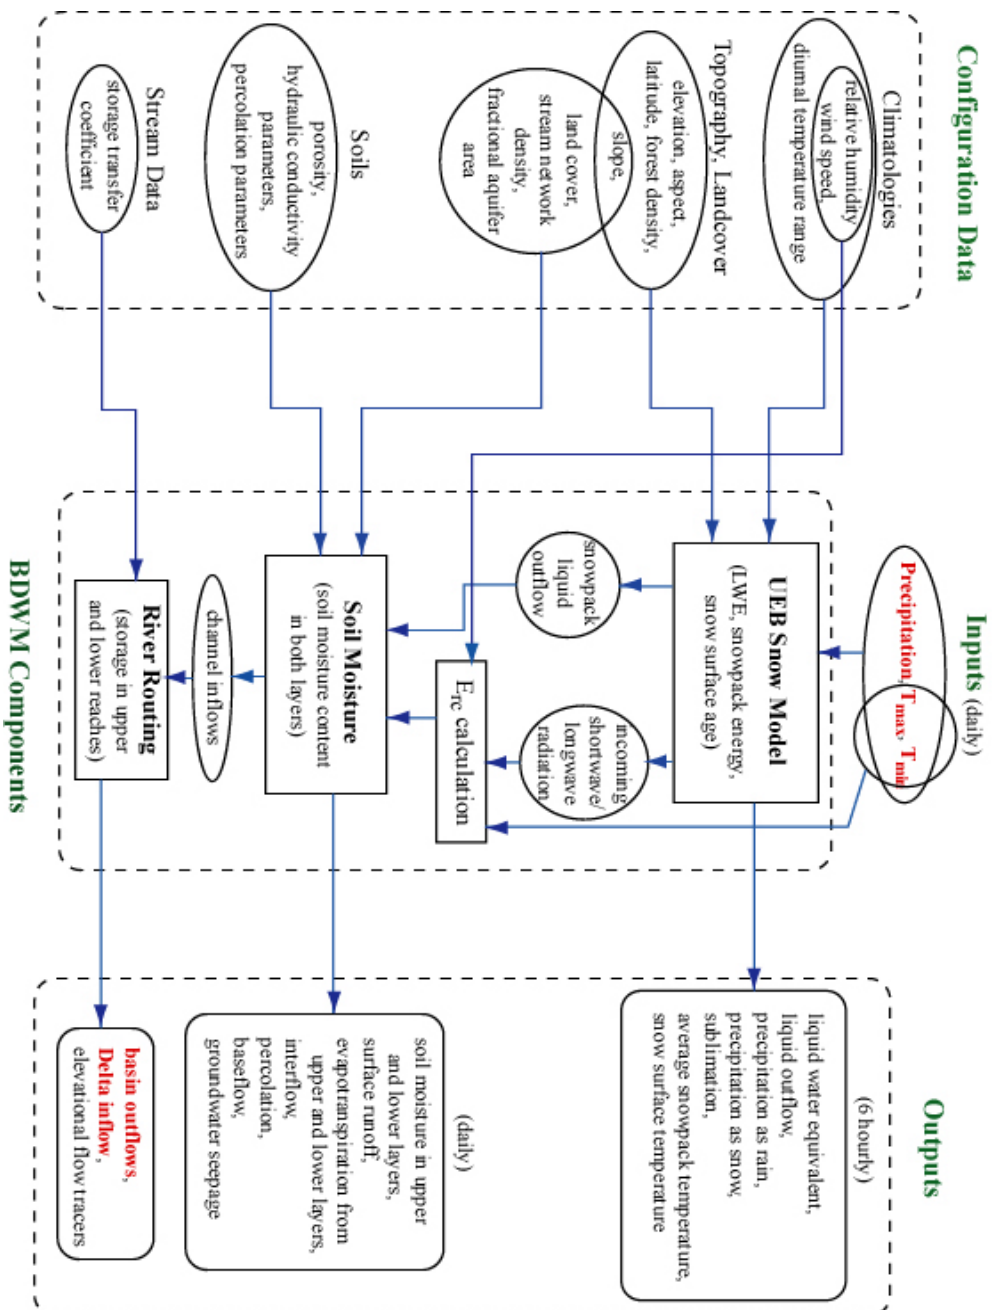 Configuration Data
Climatologies
relative humidity
wind speed,
diurnal temperature range
Topography, Landcover
elevation, aspect,
latitude, forest density,
slope,
land cover,
stream network
density,
fractional aquifer
area
Soils
porosity,
hydraulic conductivity
parameters,
percolation parameters
Stream Data
storage transfer
coefficient
Inputs (daily)
Precipitation, Tmax, Tmin
UEB Snow Model
(LWE, snowpack energy,
snow surface age)
snowpack
liquid
outflow
incoming
shortwave/
longwave
radiation
Erc calculation
Soil Moisture
(soil moisture content
in both layers)
channel inflows
River Routing
(storage in upper
and lower reaches)
BDWM Components
Outputs
(6 hourly)
liquid water equivalent,
liquid outflow,
precipitation as rain,
precipitation as snow,
sublimation,
average snowpack temperature,
snow surface temperature
(daily)
soil moisture in upper
and lower layers,
surface runoff,
evapotranspiration from
upper and lower layers,
interflow,
percolation,
baseflow,
groundwater seepage
basin outflows,
Delta inflow,
elevational flow tracers